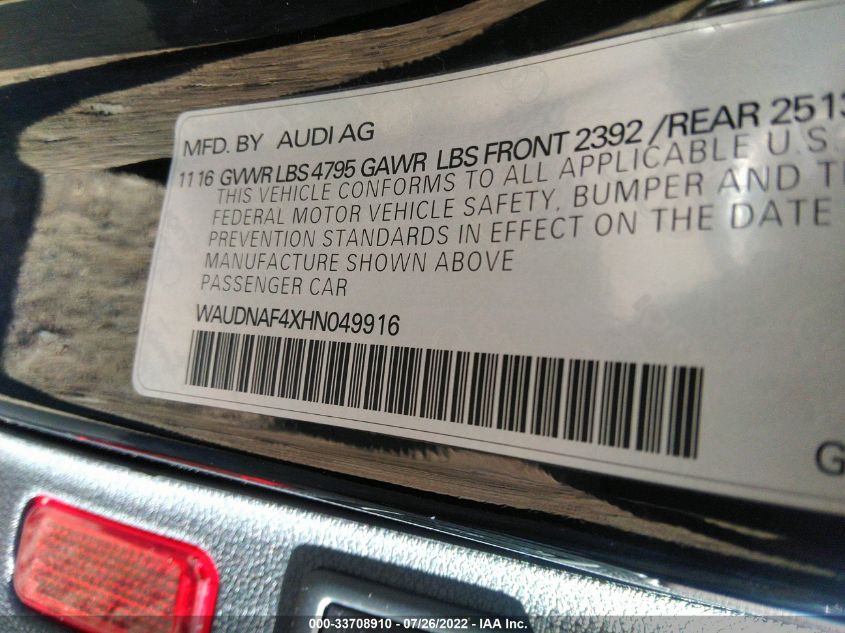 MFD. BY AUDI AG
11 16 GVWR LBS 4795 GAWR LBS FRONT 2392 /REAR 2513
THIS VEHICLE CONFORMS TO ALL APPLICABLE U.S.
FEDERAL MOTOR VEHICLE SAFETY, BUMPER AND
PREVENTION STANDARDS IN EFFECT ON THE DATE
MANUFACTURE SHOWN ABOVE
PASSENGER CAR
WAUDNAF4XHN049916
000-33708910 / 07/26/2022 - IAA Inc.